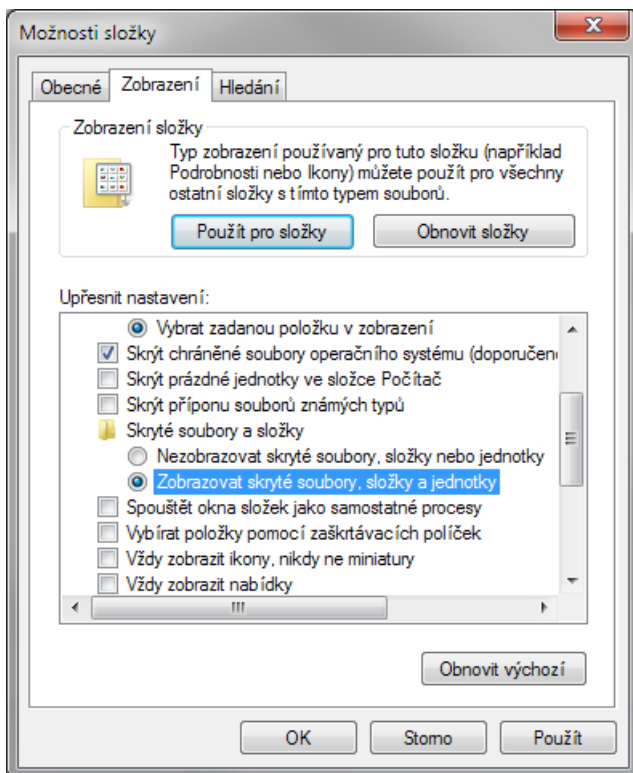 Možnosti složky
Obecné
Zobrazení
Hledání
Zobrazení složky
Typ zobrazení používaný pro tuto složku (například
Podrobnosti nebo Ikony) můžete použít pro všechny
ostatní složky s tímto typem souborů.
Použít pro složky
Obnovit složky
Upřesnit nastavení:
Vybrat zadanou položku v zobrazení
Skrýt chráněné soubory operačního systému (doporučen
Skrýt prázdné jednotky ve složce Počítač
Skrýt příponu souborů známých typů
Skryté soubory a složky
Nezobrazovat skryté soubory, složky nebo jednotky
Zobrazovat skryté soubory, složky a jednotky
Spouštět okna složek jako samostatné procesy
Vybírat položky pomocí zaškrtávacích políček
Vždy zobrazit ikony, nikdy ne miniatury
Vždy zobrazit nabídky
Obnovit výchozí
OK
Storno
Použít